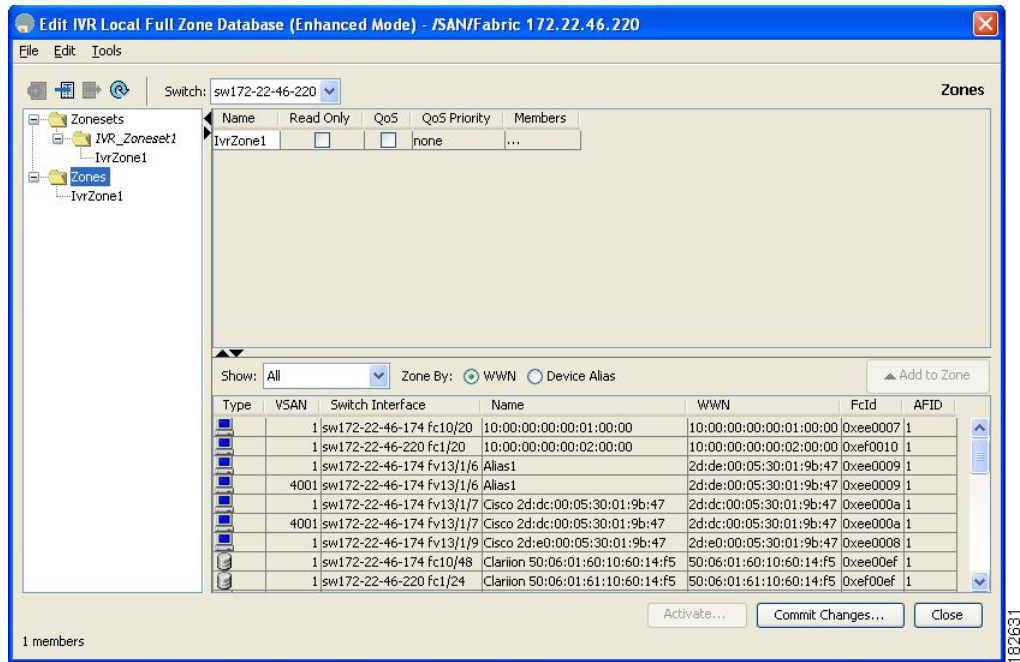 Edit IVR Local Full Zone Database (Enhanced Mode) - /SAN/Fabric 172.22.46.220
File Edit Tools
Switch: sw172-22-46-220 Zones
Zonesets
IVR_Zoneset1
IvrZone1
Zones
IvrZone1
Name Read Only QoS QoS Priority Members
IvrZone1 none ...
Show: All Zone By: WWN Device Alias Add to Zone
Type VSAN Switch Interface Name WWN FcId AFID
1 sw172-22-46-174 fc10/20 10:00:00:00:00:01:00:00 10:00:00:00:00:01:00:00 0xee0007 1
1 sw172-22-46-220 fc1/20 10:00:00:00:00:02:00:00 10:00:00:00:00:02:00:00 0xef0010 1
1 sw172-22-46-174 fv13/1/6 Alias1 2d:de:00:05:30:01:9b:47 0xee0009 1
4001 sw172-22-46-174 fv13/1/6 Alias1 2d:de:00:05:30:01:9b:47 0xee0009 1
1 sw172-22-46-174 fv13/1/7 Cisco 2d:dc:00:05:30:01:9b:47 2d:dc:00:05:30:01:9b:47 0xee000a 1
4001 sw172-22-46-174 fv13/1/7 Cisco 2d:dc:00:05:30:01:9b:47 2d:dc:00:05:30:01:9b:47 0xee000a 1
1 sw172-22-46-174 fv13/1/9 Cisco 2d:e0:00:05:30:01:9b:47 2d:e0:00:05:30:01:9b:47 0xee0008 1
1 sw172-22-46-174 fc10/48 Clariion 50:06:01:60:10:60:14:f5 50:06:01:60:10:60:14:f5 0xee00ef 1
1 sw172-22-46-220 fc1/24 Clariion 50:06:01:61:10:60:14:f5 50:06:01:61:10:60:14:f5 0xef00ef 1
Activate... Commit Changes... Close
1 members
182631